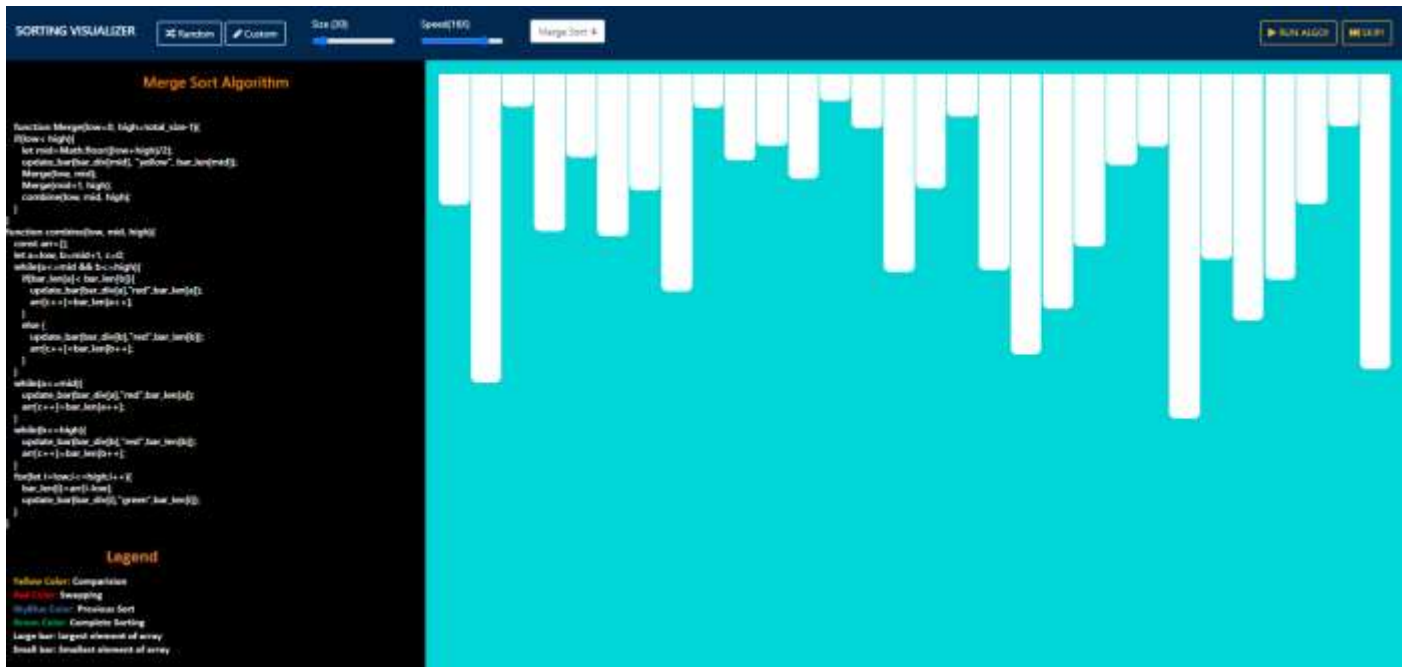 SORTING VISUALIZER
Random
Custom
Size (30)
Speed(16X)
Merge Sort
RUN ALGO!
SKIP!
Merge Sort Algorithm
function Merge(low=0, high=total_size-1){
if(low< high){
let mid=Math.floor((low+high)/2);
update_bar(bar_div[mid], "yellow", bar_len[mid]);
Merge(low, mid);
Merge(mid+1, high);
combine(low, mid, high);
}
}
function combine(low, mid, high){
const arr=[];
let a=low, b=mid+1, c=0;
while(a<=mid && b<=high){
if(bar_len[a]< bar_len[b]){
update_bar(bar_div[a],"red",bar_len[a]);
arr[c++]=bar_len[a++];
}
else {
update_bar(bar_div[b],"red",bar_len[b]);
arr[c++]=bar_len[b++];
}
}
while(a<=mid){
update_bar(bar_div[a],"red",bar_len[a]);
arr[c++]=bar_len[a++];
}
while(b<=high){
update_bar(bar_div[b],"red",bar_len[b]);
arr[c++]=bar_len[b++];
}
for(let i=low;i<=high;i++){
bar_len[i]=arr[i-low];
update_bar(bar_div[i],"green",bar_len[i]);
}
}
Legend
Yellow Color: Comparision
Red Color: Swapping
SkyBlue Color: Previous Sort
Green Color: Complete Sorting
Large bar: largest element of array
Small bar: Smallest element of array